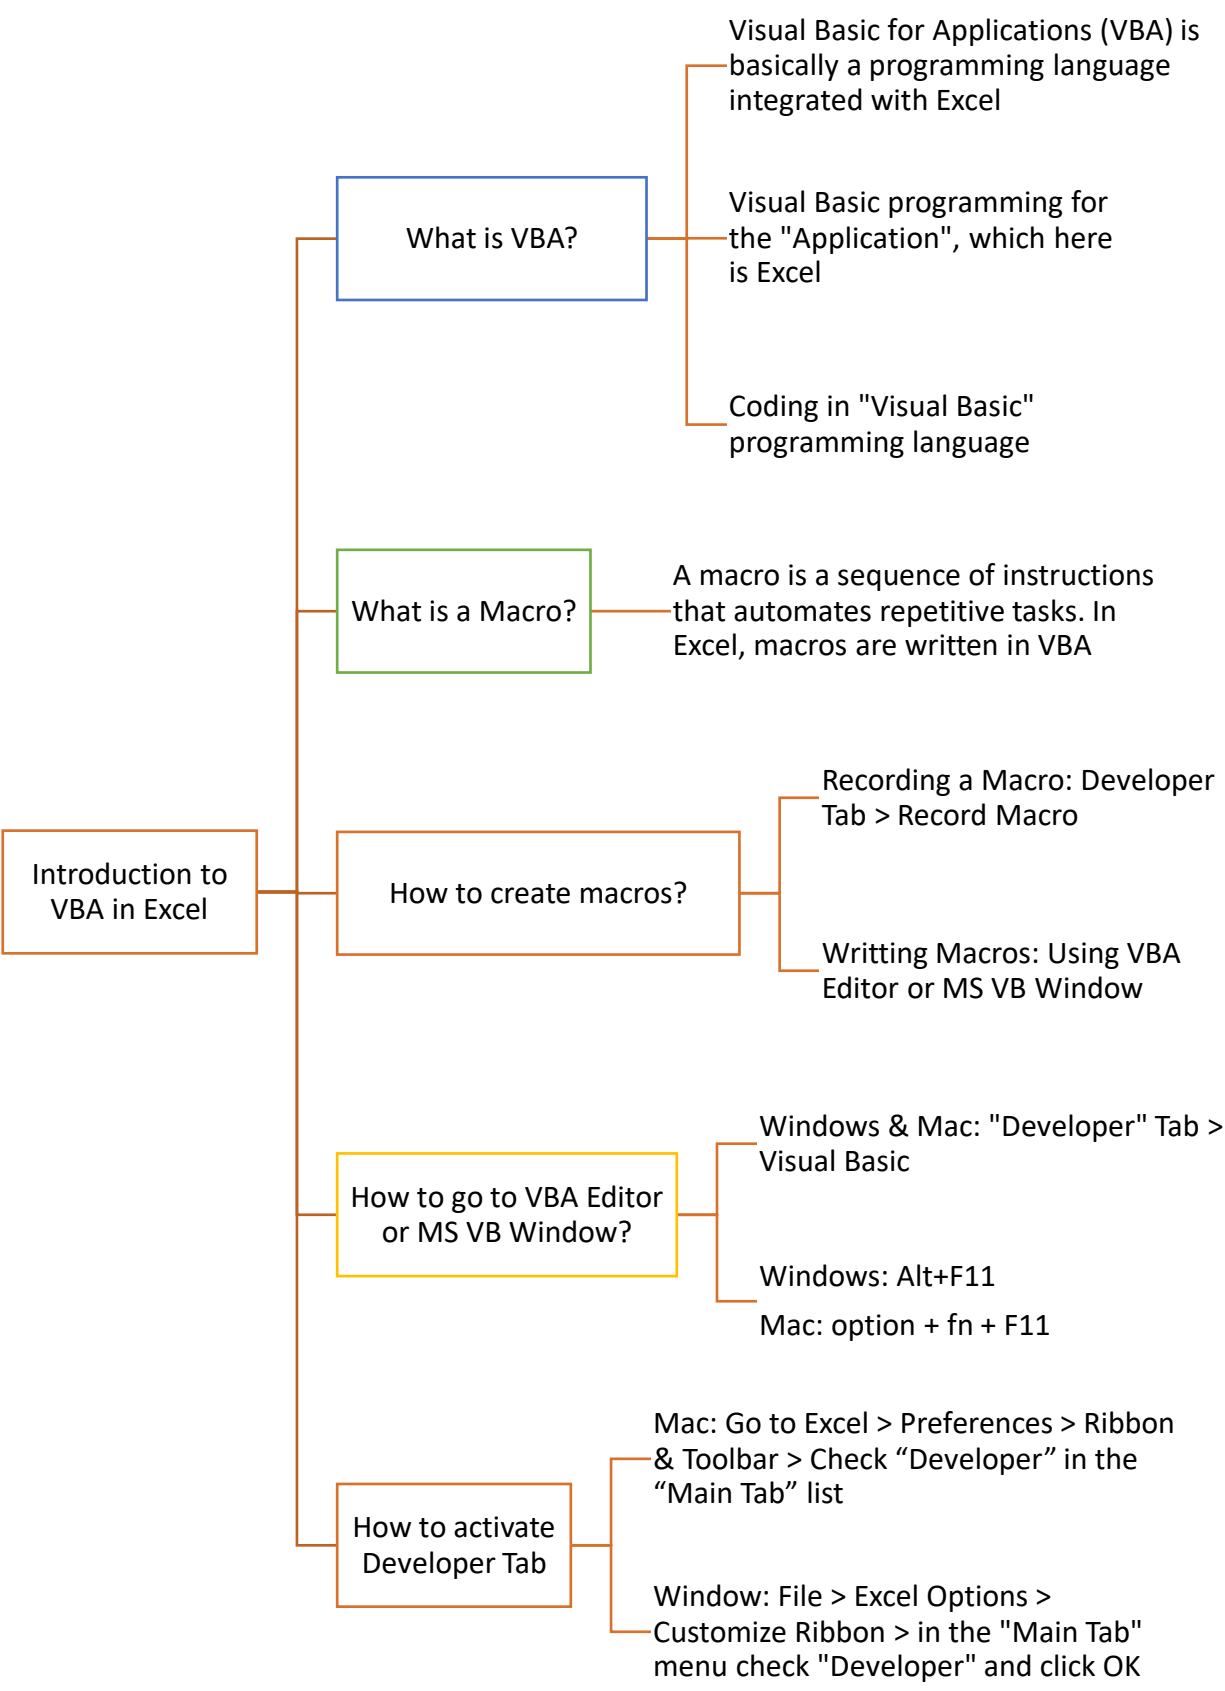 Introduction to
VBA in Excel
What is VBA?
Visual Basic for Applications (VBA) is
basically a programming language
integrated with Excel
Visual Basic programming for
the "Application", which here
is Excel
Coding in "Visual Basic"
programming language
What is a Macro?
A macro is a sequence of instructions
that automates repetitive tasks. In
Excel, macros are written in VBA
How to create macros?
Recording a Macro: Developer
Tab > Record Macro
Writting Macros: Using VBA
Editor or MS VB Window
How to go to VBA Editor
or MS VB Window?
Windows & Mac: "Developer" Tab >
Visual Basic
Windows: Alt+F11
Mac: option + fn + F11
How to activate
Developer Tab
Mac: Go to Excel > Preferences > Ribbon
& Toolbar > Check “Developer” in the
“Main Tab” list
Window: File > Excel Options >
Customize Ribbon > in the "Main Tab"
menu check "Developer" and click OK